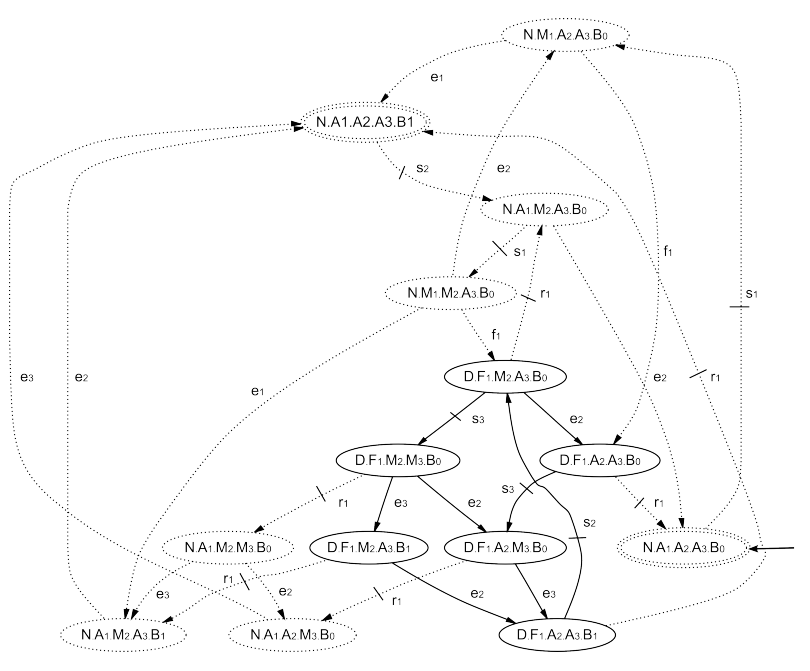 N.M1.A2.A3.B0
e1
N.A1.A2.A3.B1
s2
e2
N.A1.M2.A3.B0
s1
f1
N.M1.M2.A3.B0
r1
s1
f1
D.F1.M2.A3.B0
e3
e2
e1
e2
r1
s3
e2
D.F1.M2.M3.B0
D.F1.A2.A3.B0
s3
r1
e3
e2
r1
s2
N.A1.M2.M3.B0
D.F1.M2.A3.B1
D.F1.A2.M3.B0
N.A1.A2.A3.B0
e3
r1
e2
r1
e2
e3
N.A1.M2.A3.B1
N.A1.A2.M3.B0
D.F1.A2.A3.B1